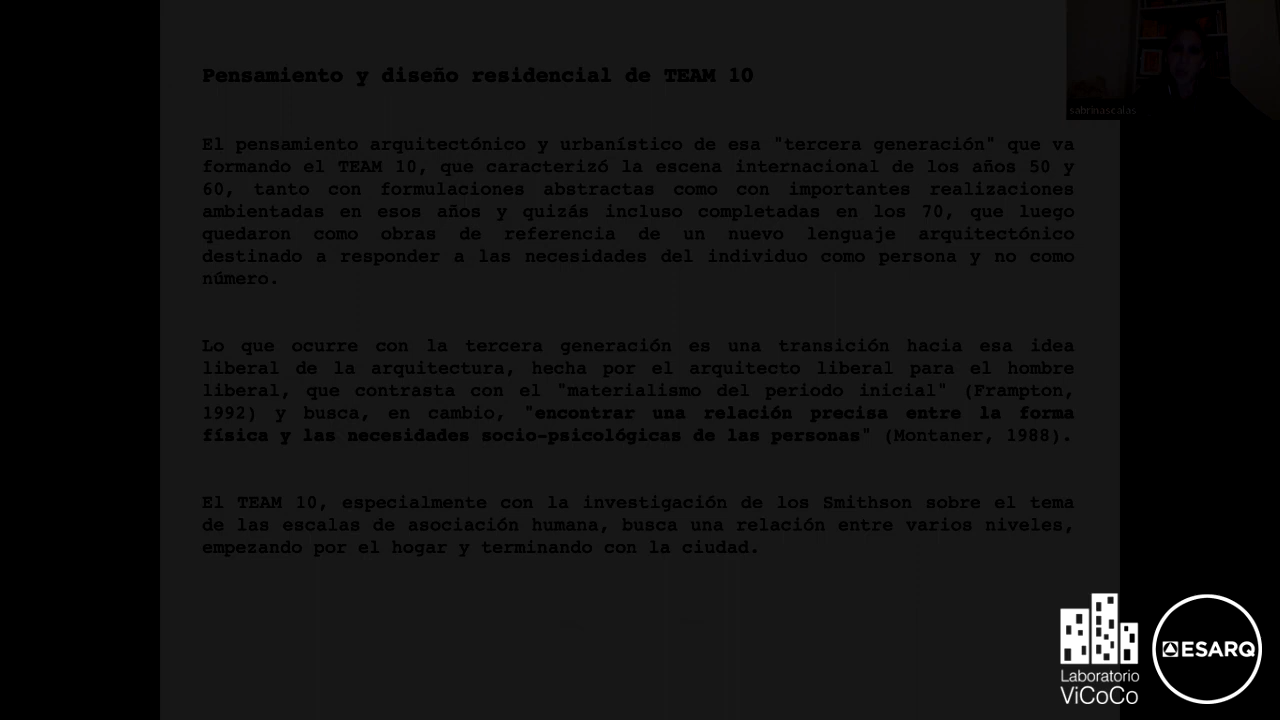 Pensamiento y diseño residencial de TEAM 10
sabrinascalas
El pensamiento arquitectónico y urbanístico de esa "tercera generación" que va
formando el TEAM 10, que caracterizó la escena internacional de los años 50 y
60, tanto con formulaciones abstractas como con importantes realizaciones
ambientadas en esos años y quizás incluso completadas en los 70, que luego
quedaron como obras de referencia de un nuevo lenguaje arquitectónico
destinado a responder a las necesidades del individuo como persona y no como
número.
Lo que ocurre con la tercera generación es una transición hacia esa idea
liberal de la arquitectura, hecha por el arquitecto liberal para el hombre
liberal, que contrasta con el "materialismo del periodo inicial" (Frampton,
1992) y busca, en cambio, "encontrar una relación precisa entre la forma
física y las necesidades socio-psicológicas de las personas" (Montaner, 1988).
El TEAM 10, especialmente con la investigación de los Smithson sobre el tema
de las escalas de asociación humana, busca una relación entre varios niveles,
empezando por el hogar y terminando con la ciudad.
Laboratorio
ViCoCo
ESARQ